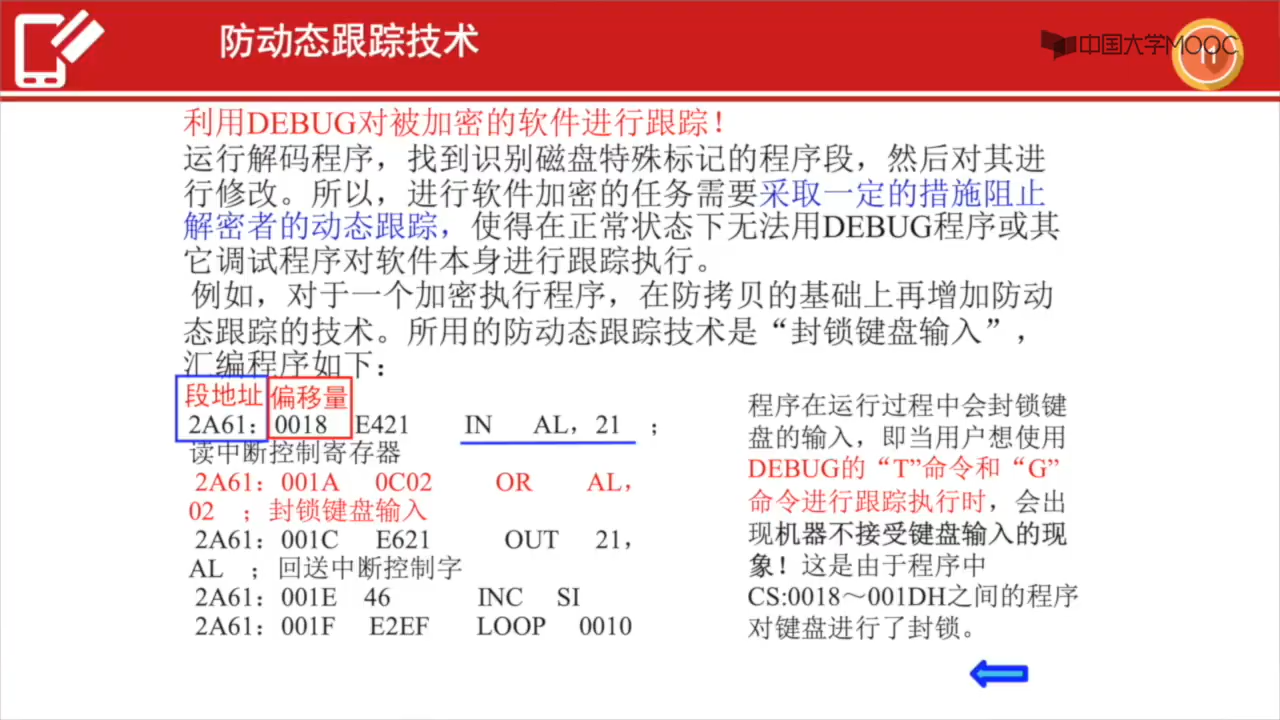 防动态跟踪技术
中国大学MOOC
利用DEBUG对被加密的软件进行跟踪！
运行解码程序，找到识别磁盘特殊标记的程序段，然后对其进
行修改。所以，进行软件加密的任务需要采取一定的措施阻止
解密者的动态跟踪，使得在正常状态下无法用DEBUG程序或其
它调试程序对软件本身进行跟踪执行。
例如，对于一个加密执行程序，在防拷贝的基础上再增加防动
态跟踪的技术。所用的防动态跟踪技术是“封锁键盘输入”，
汇编程序如下：
段地址 偏移量
2A61：0018 E421 IN AL，21 ；
读中断控制寄存器
2A61：001A 0C02 OR AL，
02 ；封锁键盘输入
2A61：001C E621 OUT 21，
AL ；回送中断控制字
2A61：001E 46 INC SI
2A61：001F E2EF LOOP 0010
程序在运行过程中会封锁键
盘的输入，即当用户想使用
DEBUG的“T”命令和“G”
命令进行跟踪执行时，会出
现机器不接受键盘输入的现
象！这是由于程序中
CS:0018～001DH之间的程序
对键盘进行了封锁。